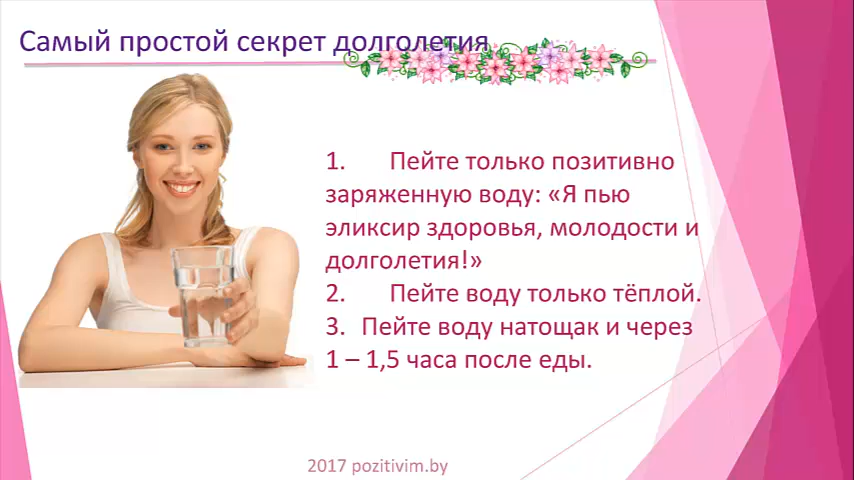 Самый простой секрет долголетия
1. Пейте только позитивно
заряженную воду: «Я пью
эликсир здоровья, молодости и
долголетия!»
2. Пейте воду только тёплой.
3. Пейте воду натощак и через
1 – 1,5 часа после еды.
2017 pozitivim.by